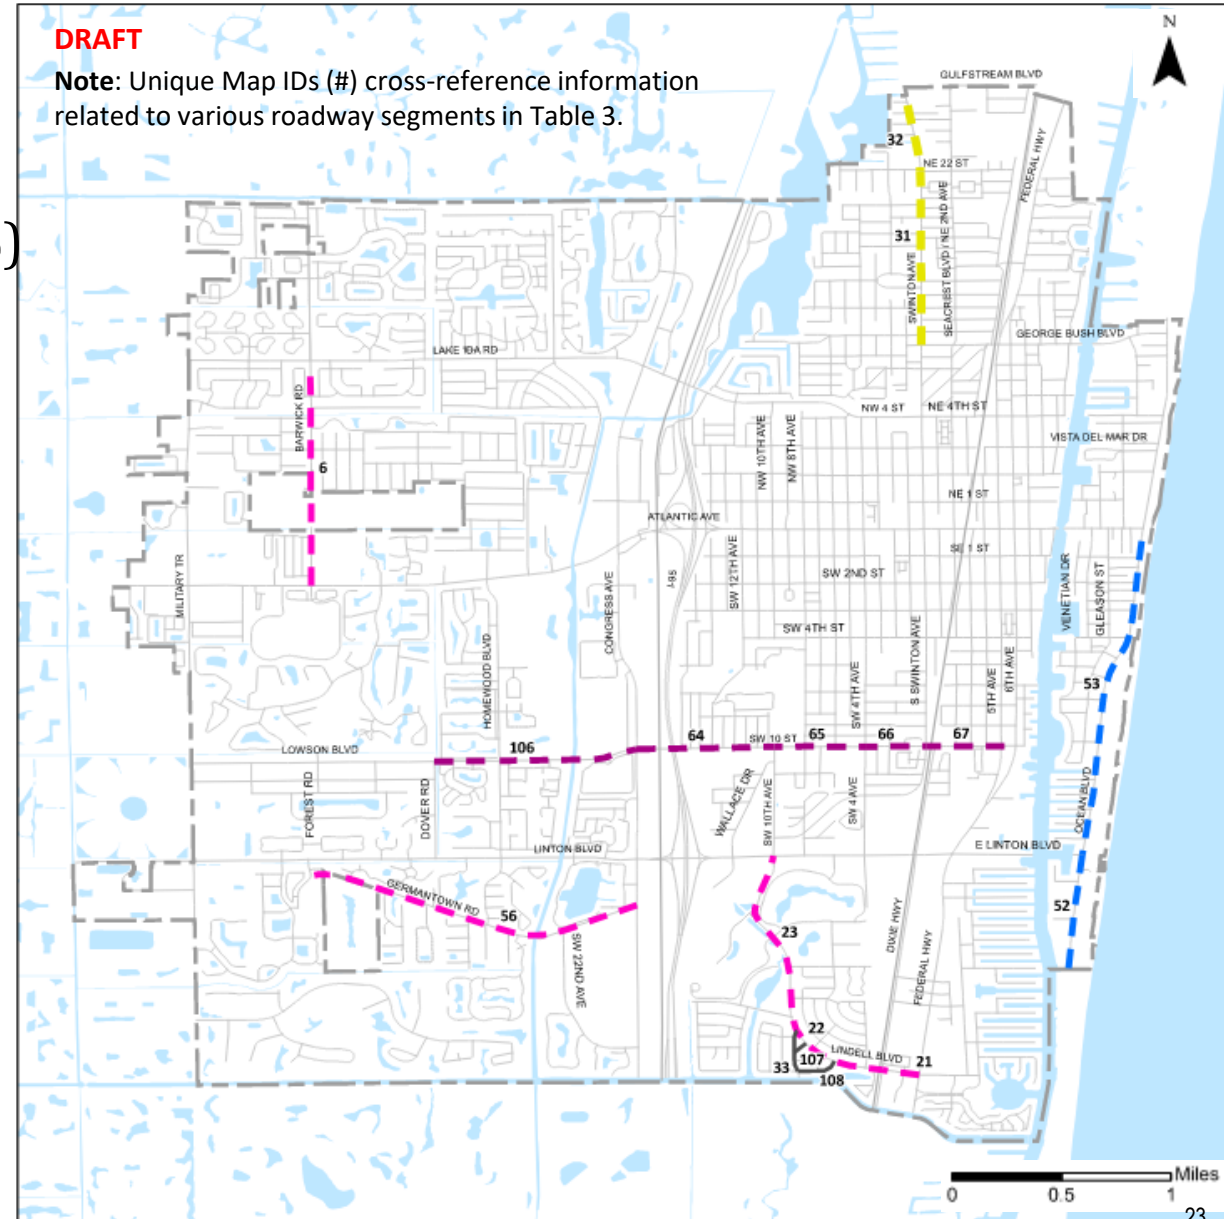 DRAFT
Note: Unique Map IDs (#) cross-reference information
related to various roadway segments in Table 3.
N
GULFSTREAM BLVD
32
NE 22 ST
FEDERAL HWY
31
SWINTON AVE
SEACREST BLVD / NE 2ND AVE
)
GEORGE BUSH BLVD
LAKE IDA RD
BARWICK RD
6
NW 4 ST
NE 4TH ST
NW 10TH AVE
NW 8TH AVE
VISTA DEL MAR DR
NE 1 ST
ATLANTIC AVE
SE 1 ST
MILITARY TR
CONGRESS AVE
I-95
SW 12TH AVE
SW 2ND ST
VENETIAN DR
GLEASON ST
SW 4TH ST
HOMEWOOD BLVD
SW 4TH AVE
S SWINTON AVE
5TH AVE
6TH AVE
53
LOWSON BLVD
106
64
SW 10 ST
65
66
67
FOREST RD
DOVER RD
WALLACE DR
SW 10TH AVE
SW 4 AVE
OCEAN BLVD
LINTON BLVD
E LINTON BLVD
GERMANTOWN RD
56
SW 22ND AVE
23
DIXIE HWY
FEDERAL HWY
52
22
107
LINDELL BLVD
21
33
108
Miles
0
0.5
1
23